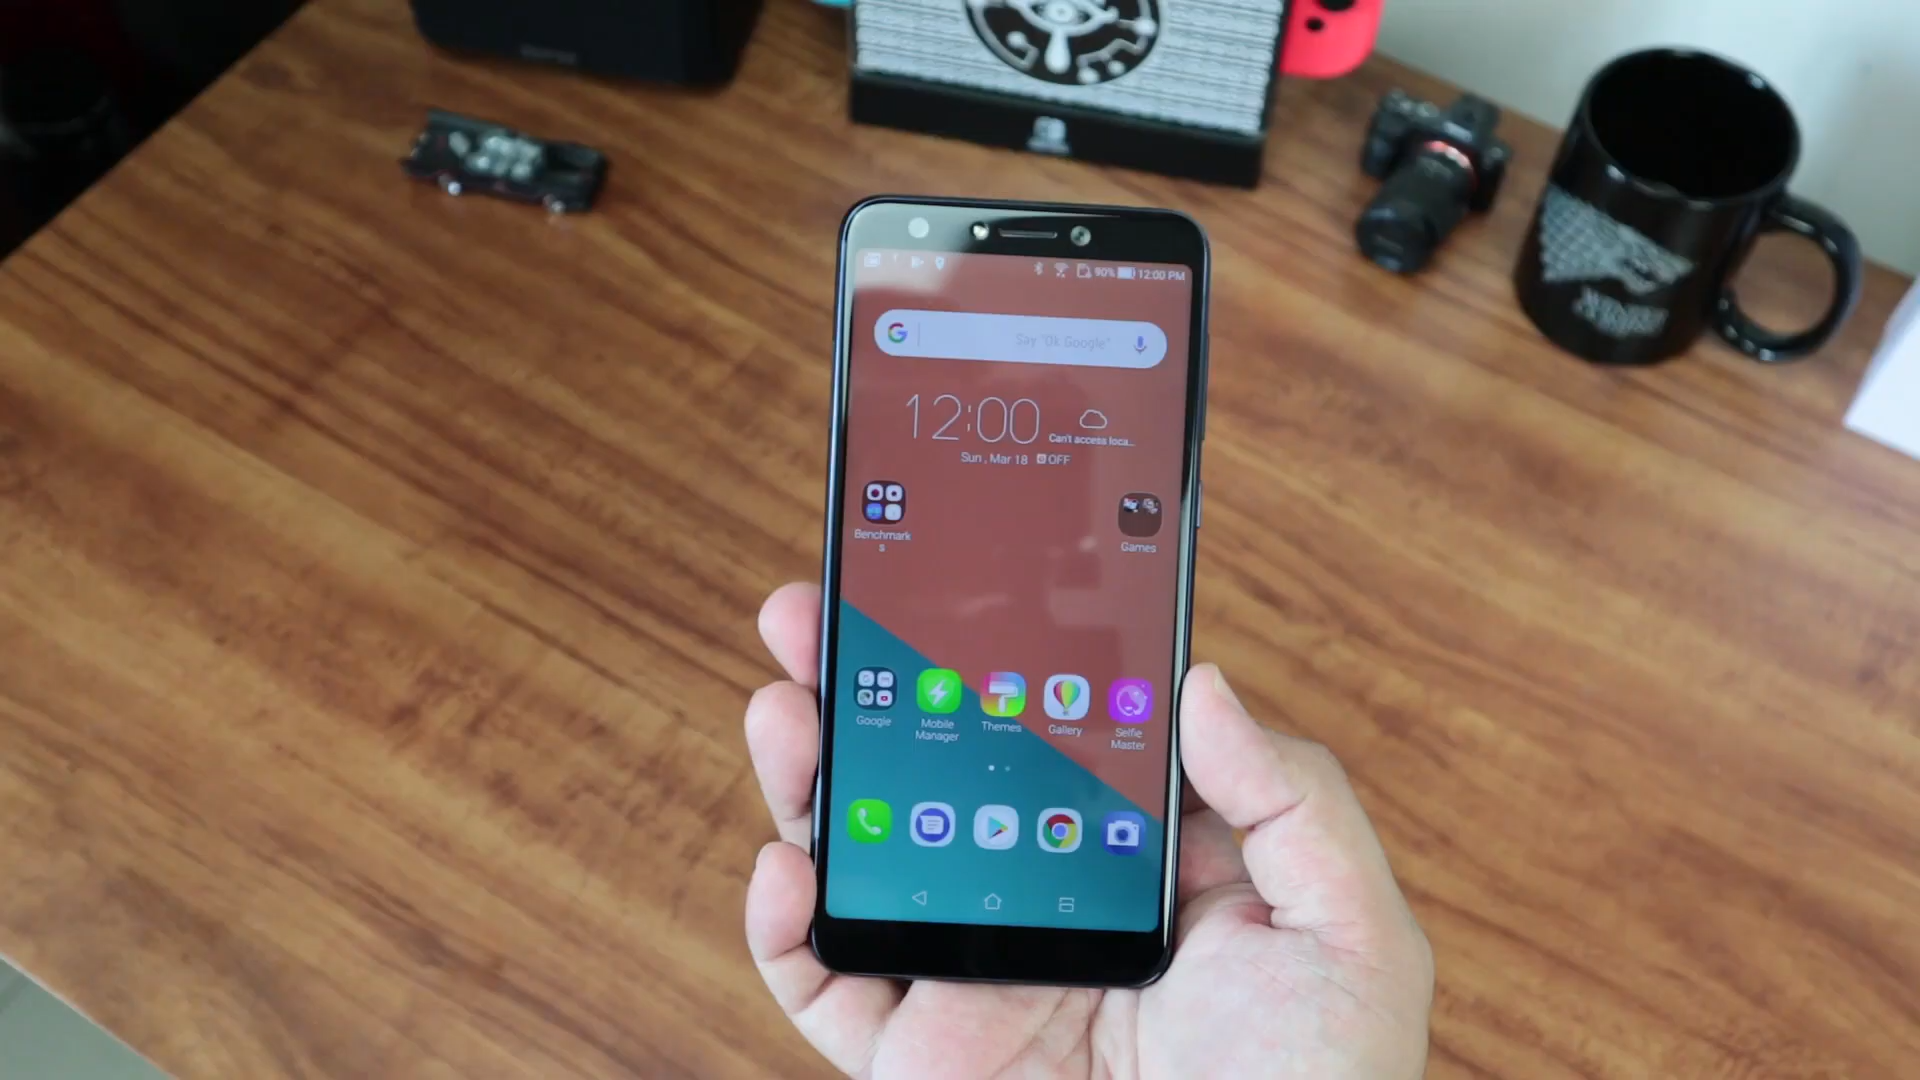 90% 12:00 PM
Say "Ok Google"
12:00
Can't access loca...
Sun, Mar 18 OFF
Benchmark
s
Games
Google
Mobile
Manager
Themes
Gallery
Selfie
Master